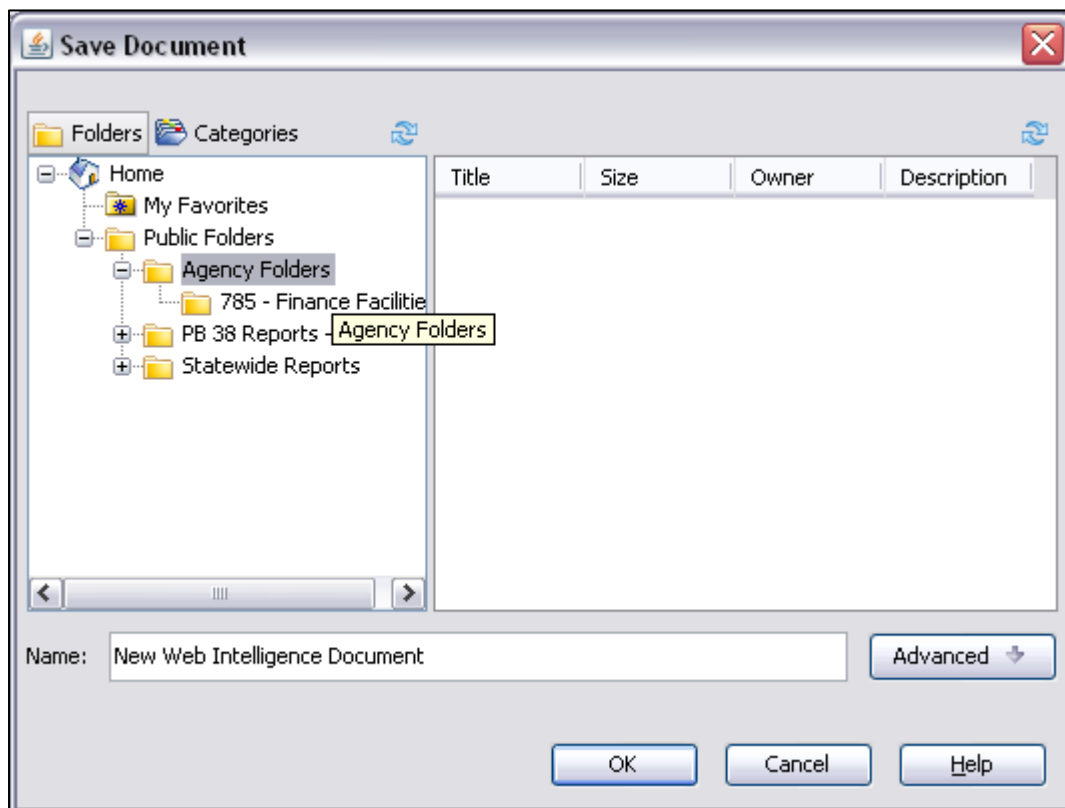 Save Document
Folders Categories
Home
My Favorites
Public Folders
Agency Folders
785 - Finance Facilitie
PB 38 Reports -
Agency Folders
Statewide Reports
Title Size Owner Description
Name: New Web Intelligence Document Advanced
OK Cancel Help